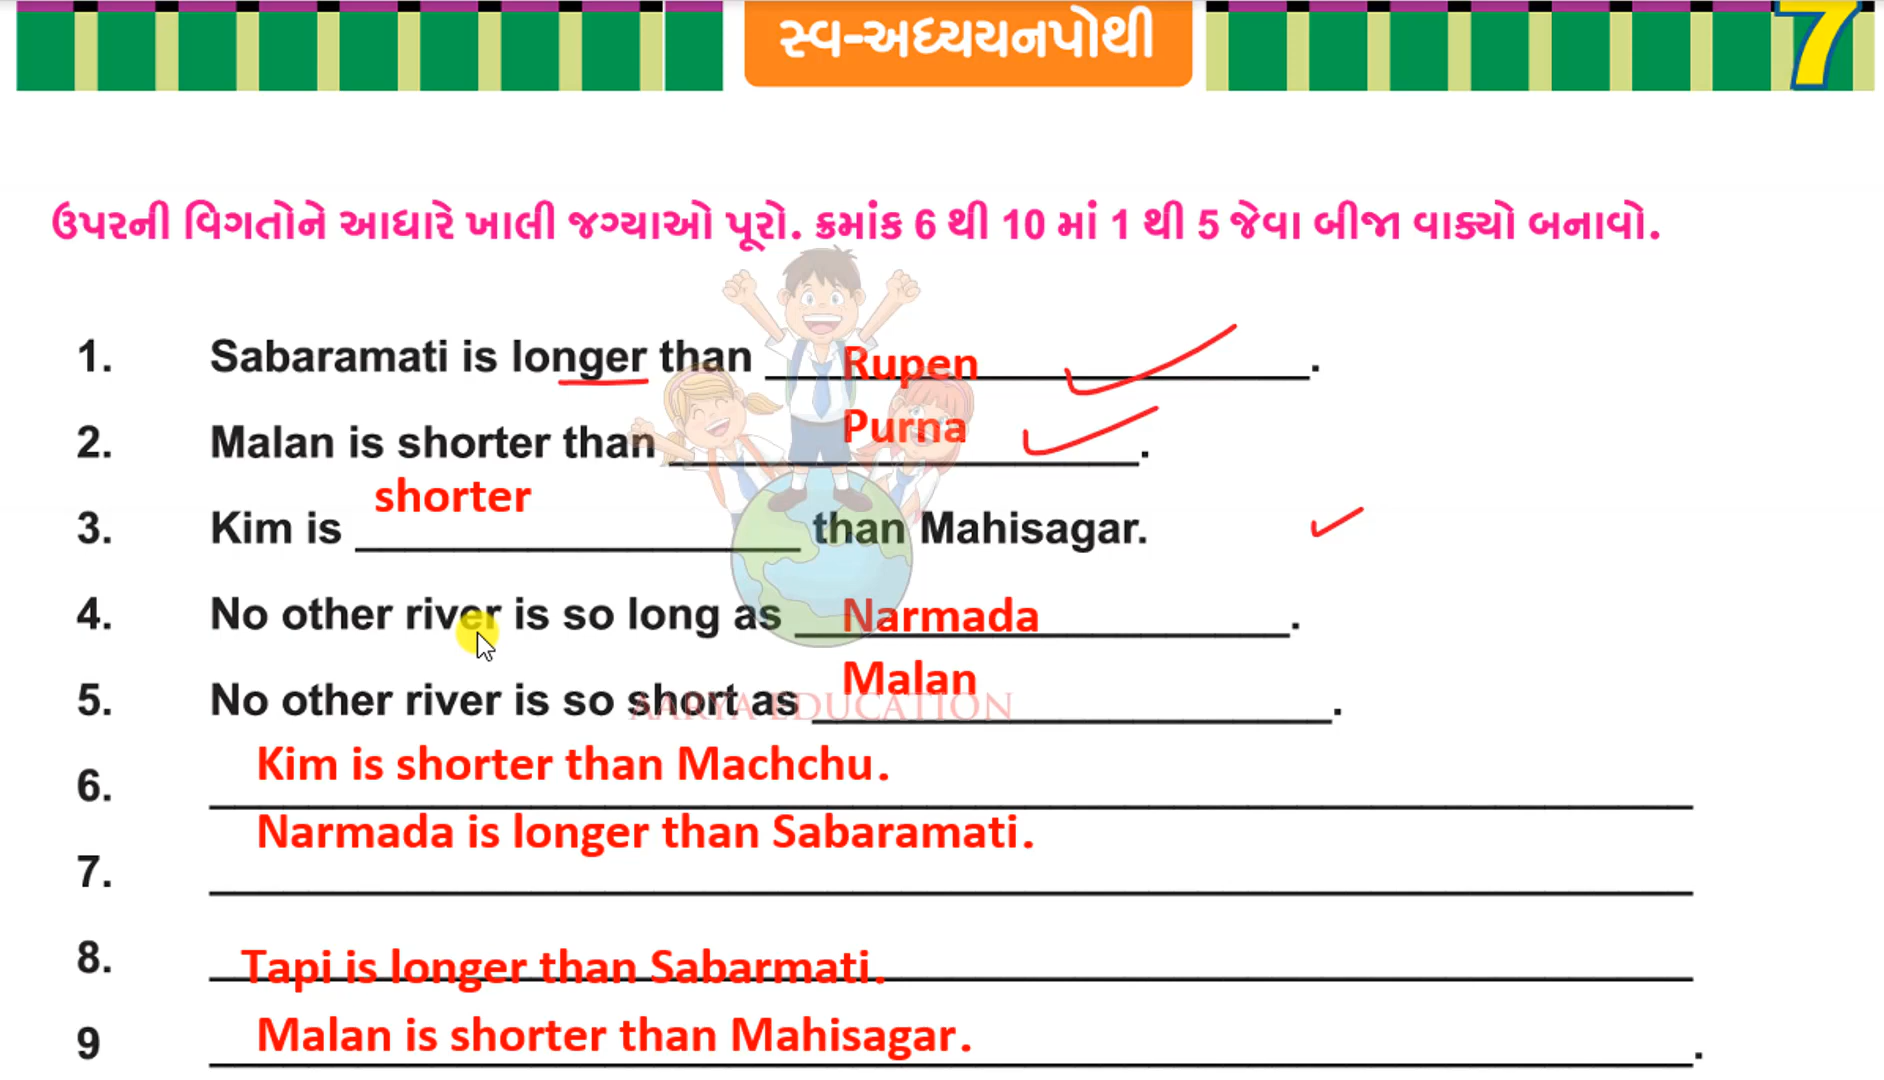 સ્વ-અધ્યયનપોથી
7
ઉપરની વિગતોને આધારે ખાલી જગ્યાઓ પૂરો. ક્રમાંક 6 થી 10 માં 1 થી 5 જેવા બીજા વાક્યો બનાવો.
1. Sabaramati is longer than Rupen.
2. Malan is shorter than Purna.
3. Kim is shorter than Mahisagar.
4. No other river is so long as Narmada.
5. No other river is so short as Malan.
AARYA EDUCATION
6. Kim is shorter than Machchu.
7. Narmada is longer than Sabaramati.
8. Tapi is longer than Sabarmati.
9 Malan is shorter than Mahisagar.